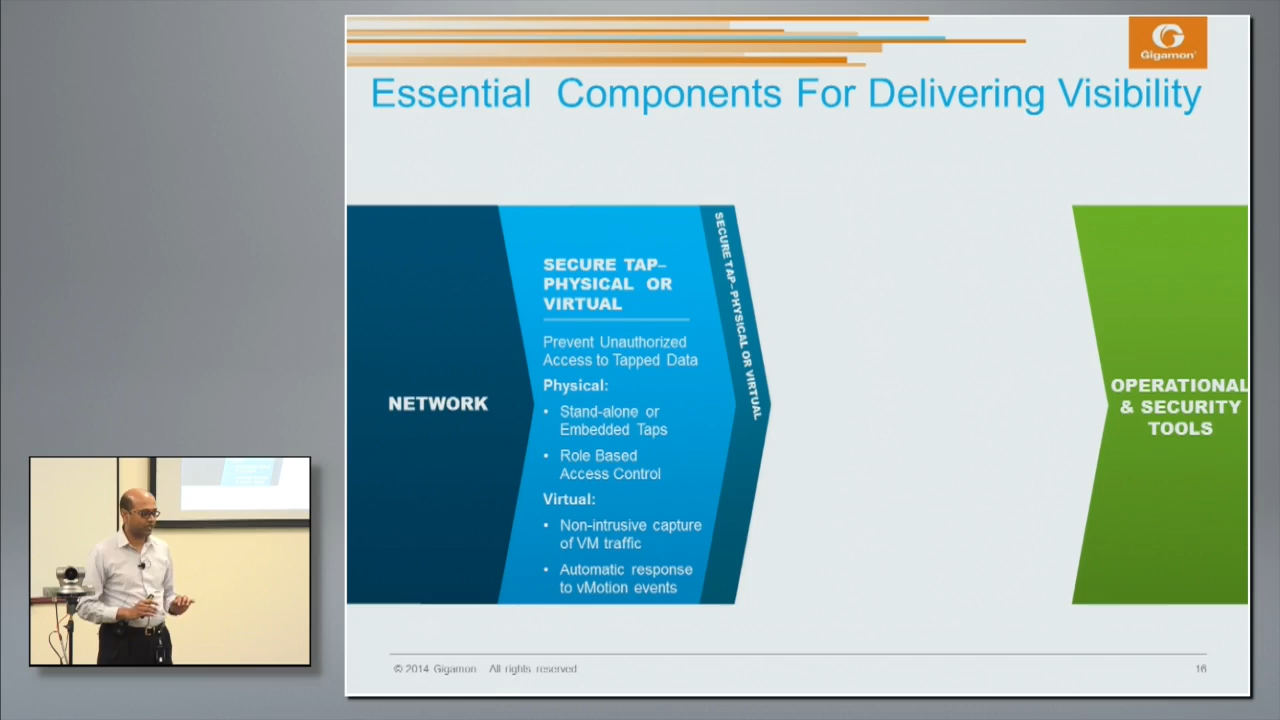 Gigamon®
Essential Components For Delivering Visibility
NETWORK
SECURE TAP–
PHYSICAL OR
VIRTUAL
Prevent Unauthorized
Access to Tapped Data
Physical:
• Stand-alone or
Embedded Taps
• Role Based
Access Control
Virtual:
• Non-intrusive capture
of VM traffic
• Automatic response
to vMotion events
SECURE TAP – PHYSICAL OR VIRTUAL
OPERATIONAL
& SECURITY
TOOLS
© 2014 Gigamon. All rights reserved
16